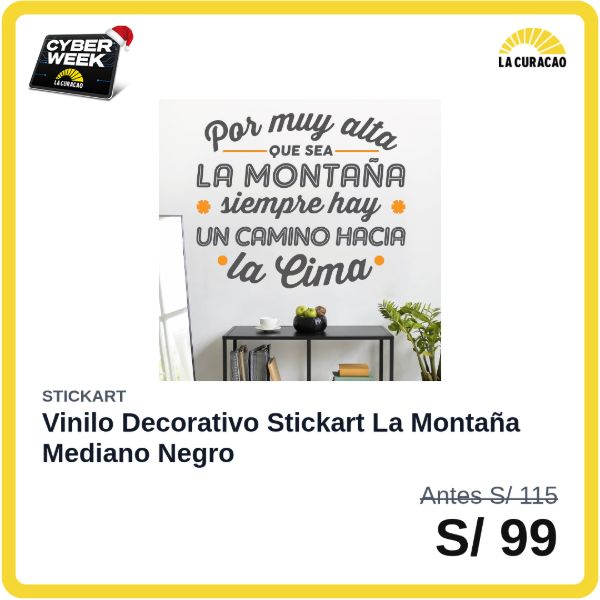 CYBER
WEEK
LA CURACAO
LA CURACAO
Por muy alta
QUE SEA
LA MONTAÑA
siempre hay
UN CAMINO HACIA
la Cima
STICKART
Vinilo Decorativo Stickart La Montaña
Mediano Negro
Antes S/ 115
S/ 99